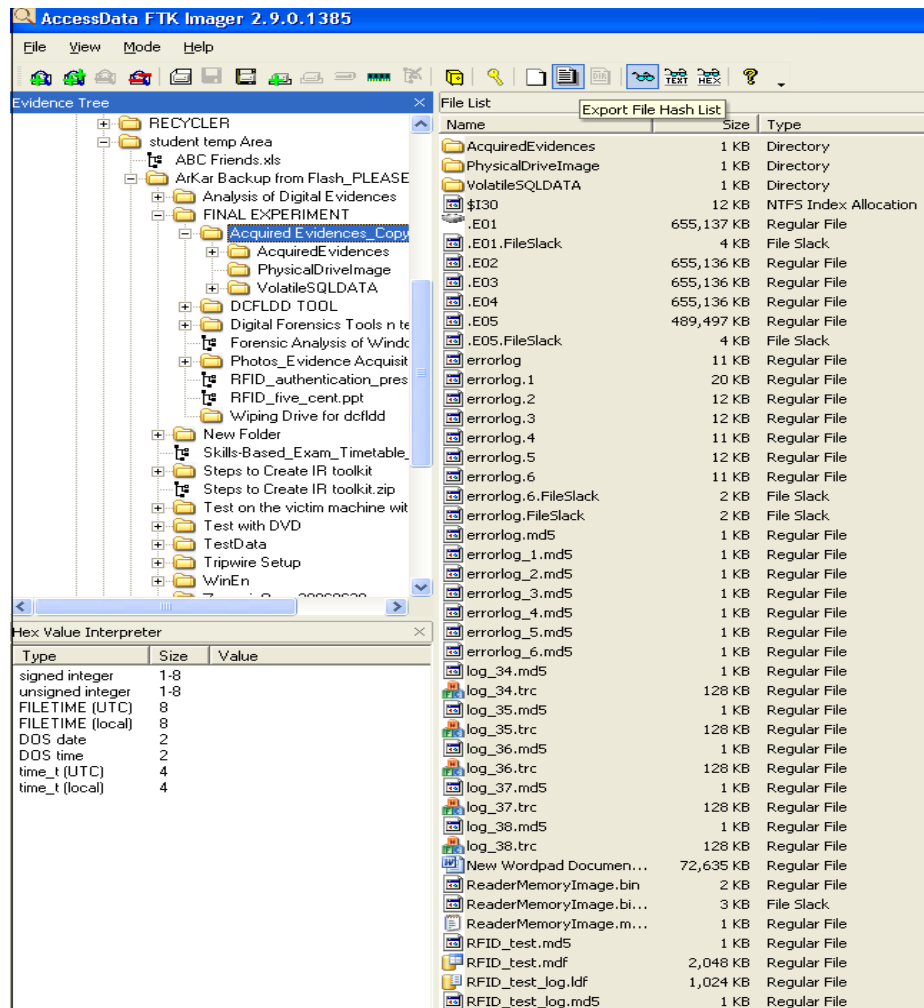 AccessData FTK Imager 2.9.0.1385
File View Mode Help
Evidence Tree
RECYCLER
student temp Area
ABC Friends.xls
ArKar Backup from Flash_PLEASE
Analysis of Digital Evidences
FINAL EXPERIMENT
Acquired Evidences_Copy
AcquiredEvidences
PhysicalDriveImage
VolatileSQLDATA
DCFLDD TOOL
Digital Forensics Tools n te
Forensic Analysis of Windo
Photos_Evidence Acquisit
RFID_authentication_pres
RFID_five_cent.ppt
Wiping Drive for dcfldd
New Folder
Skills-Based_Exam_Timetable_
Steps to Create IR toolkit
Steps to Create IR toolkit.zip
Test on the victim machine wit
Test with DVD
TestData
Tripwire Setup
WinEn
Hex Value Interpreter
Type Size Value
signed integer 1-8
unsigned integer 1-8
FILETIME (UTC) 8
FILETIME (local) 8
DOS date 2
DOS time 2
time_t (UTC) 4
time_t (local) 4
TEXT HEX
File List
Export File Hash List
Name Size Type
AcquiredEvidences 1 KB Directory
PhysicalDriveImage 1 KB Directory
VolatileSQLDATA 1 KB Directory
$I30 12 KB NTFS Index Allocation
.E01 655,137 KB Regular File
.E01.FileSlack 4 KB File Slack
.E02 655,136 KB Regular File
.E03 655,136 KB Regular File
.E04 655,136 KB Regular File
.E05 489,497 KB Regular File
.E05.FileSlack 4 KB File Slack
errorlog 11 KB Regular File
errorlog.1 20 KB Regular File
errorlog.2 12 KB Regular File
errorlog.3 12 KB Regular File
errorlog.4 11 KB Regular File
errorlog.5 12 KB Regular File
errorlog.6 11 KB Regular File
errorlog.6.FileSlack 2 KB File Slack
errorlog.FileSlack 2 KB File Slack
errorlog.md5 1 KB Regular File
errorlog_1.md5 1 KB Regular File
errorlog_2.md5 1 KB Regular File
errorlog_3.md5 1 KB Regular File
errorlog_4.md5 1 KB Regular File
errorlog_5.md5 1 KB Regular File
errorlog_6.md5 1 KB Regular File
log_34.md5 1 KB Regular File
log_34.trc 128 KB Regular File
log_35.md5 1 KB Regular File
log_35.trc 128 KB Regular File
log_36.md5 1 KB Regular File
log_36.trc 128 KB Regular File
log_37.md5 1 KB Regular File
log_37.trc 128 KB Regular File
log_38.md5 1 KB Regular File
log_38.trc 128 KB Regular File
New Wordpad Documen... 72,635 KB Regular File
ReaderMemoryImage.bin 2 KB Regular File
ReaderMemoryImage.bi... 3 KB File Slack
ReaderMemoryImage.m... 1 KB Regular File
RFID_test.md5 1 KB Regular File
RFID_test.mdf 2,048 KB Regular File
RFID_test_log.ldf 1,024 KB Regular File
RFID_test_log.md5 1 KB Regular File